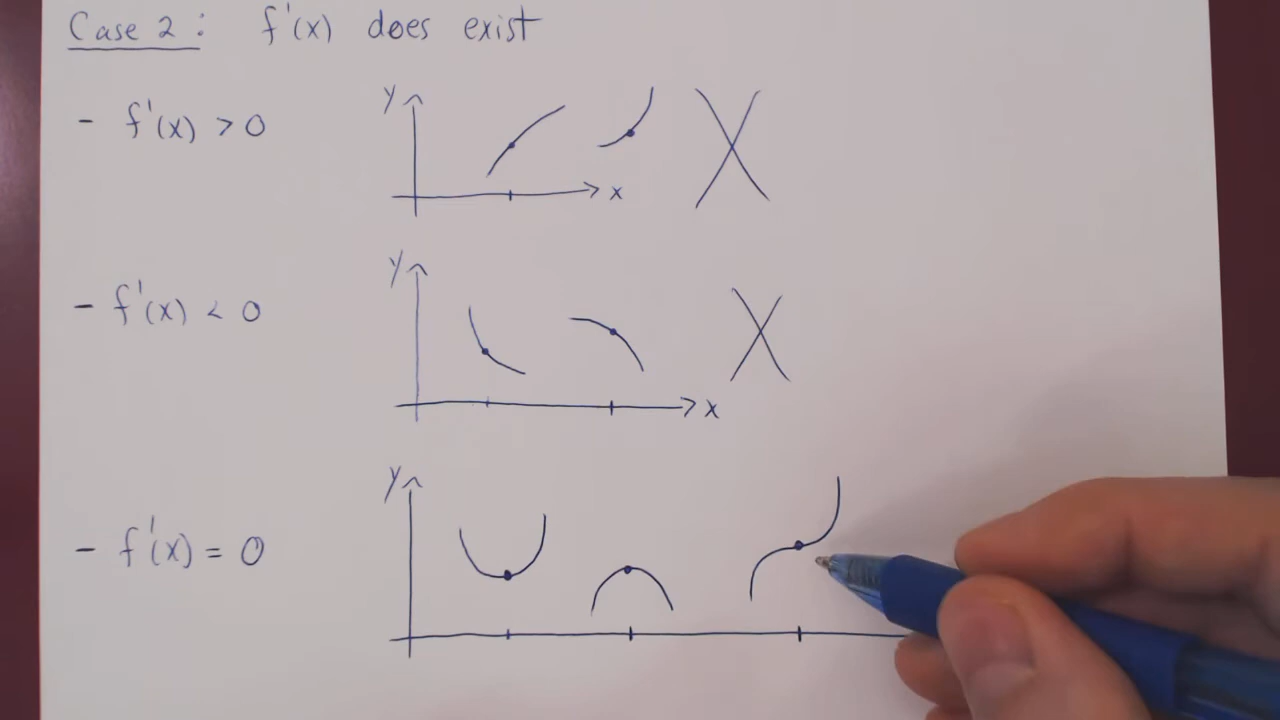 Case 2: f'(x) does exist
- f'(x) > 0
y
x
- f'(x) < 0
y
x
- f'(x) = 0
y